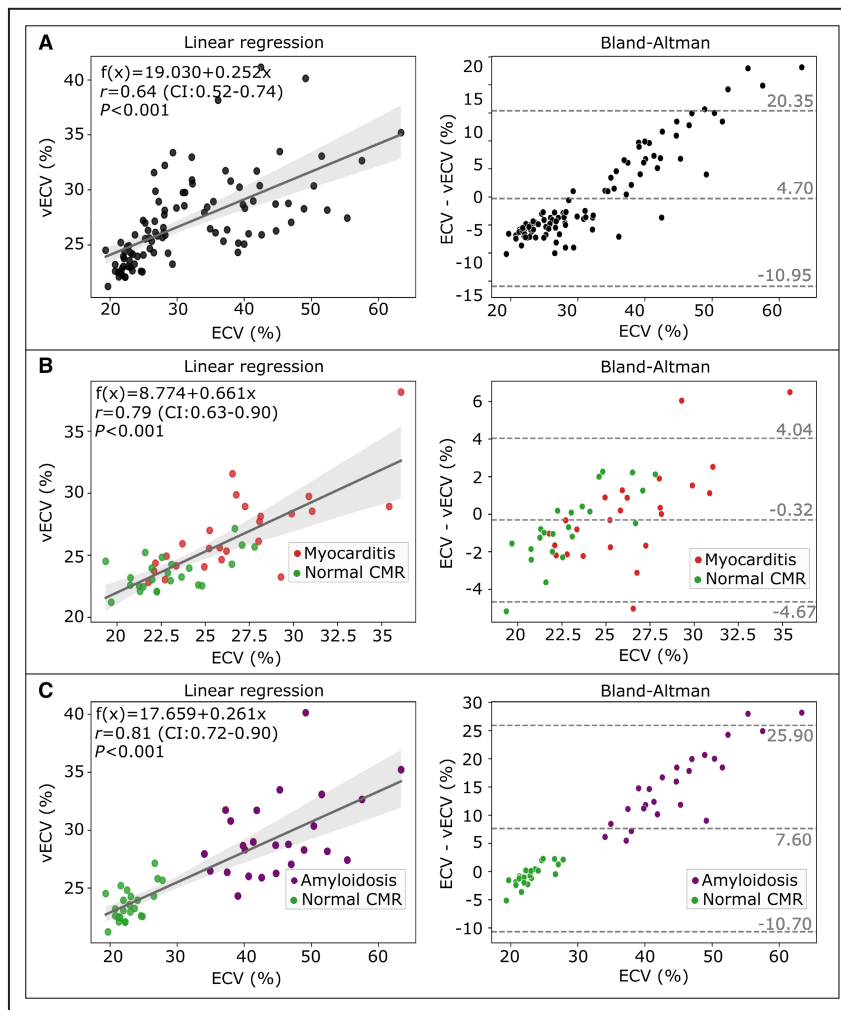 A
Linear regression
f(x)=19.030+0.252x
r=0.64 (CI:0.52-0.74)
P<0.001
40
35
30
25
vECV (%)
20 30 40 50 60
ECV (%)
Bland-Altman
20
15
10
5
0
-5
-10
-15
ECV - vECV (%)
20.35
4.70
-10.95
20 30 40 50 60
ECV (%)
B
Linear regression
f(x)=8.774+0.661x
r=0.79 (CI:0.63-0.90)
P<0.001
35
30
25
20
vECV (%)
Myocarditis
Normal CMR
20 22.5 25 27.5 30 32.5 35
ECV (%)
Bland-Altman
6
4
2
0
-2
-4
ECV - vECV (%)
4.04
-0.32
-4.67
Myocarditis
Normal CMR
20 22.5 25 27.5 30 32.5 35
ECV (%)
C
Linear regression
f(x)=17.659+0.261x
r=0.81 (CI:0.72-0.90)
P<0.001
40
35
30
25
vECV (%)
Amyloidosis
Normal CMR
20 30 40 50 60
ECV (%)
Bland-Altman
30
25
20
15
10
5
0
-5
-10
ECV - vECV (%)
25.90
7.60
-10.70
Amyloidosis
Normal CMR
20 30 40 50 60
ECV (%)